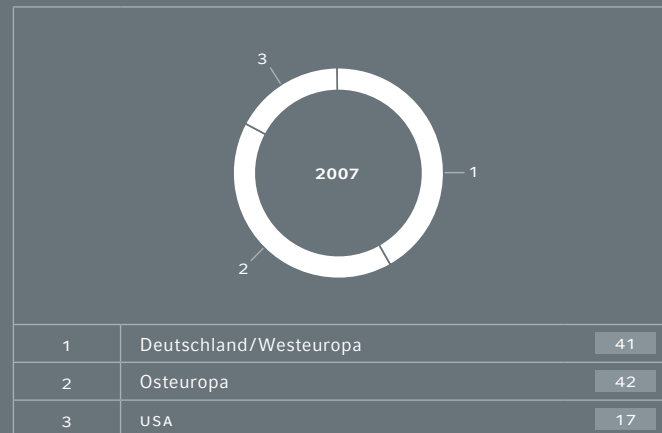 3
2007
1
2
1 Deutschland/Westeuropa 41
2 Osteuropa 42
3 USA 17